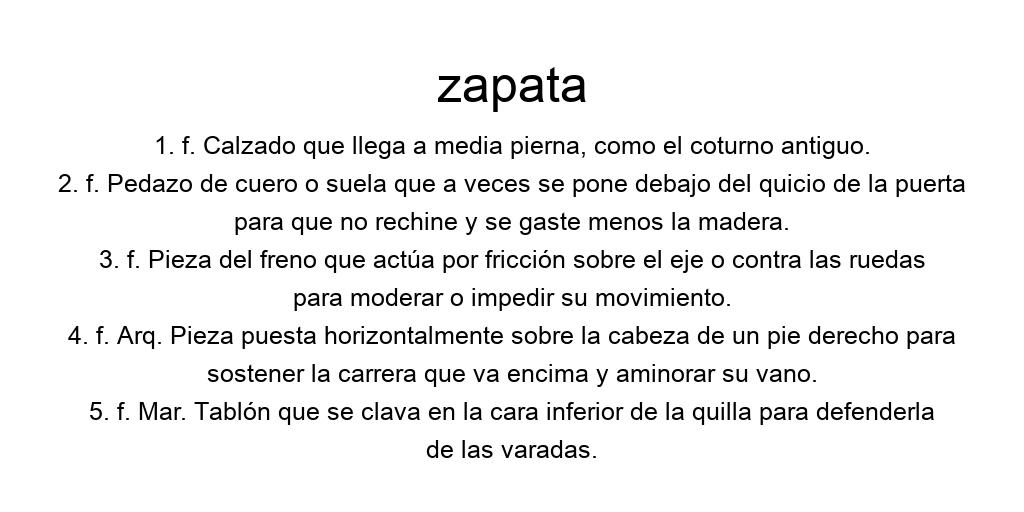 zapata
1. f. Calzado que llega a media pierna, como el coturno antiguo.
2. f. Pedazo de cuero o suela que a veces se pone debajo del quicio de la puerta
para que no rechine y se gaste menos la madera.
3. f. Pieza del freno que actúa por fricción sobre el eje o contra las ruedas
para moderar o impedir su movimiento.
4. f. Arq. Pieza puesta horizontalmente sobre la cabeza de un pie derecho para
sostener la carrera que va encima y aminorar su vano.
5. f. Mar. Tablón que se clava en la cara inferior de la quilla para defenderla
de las varadas.